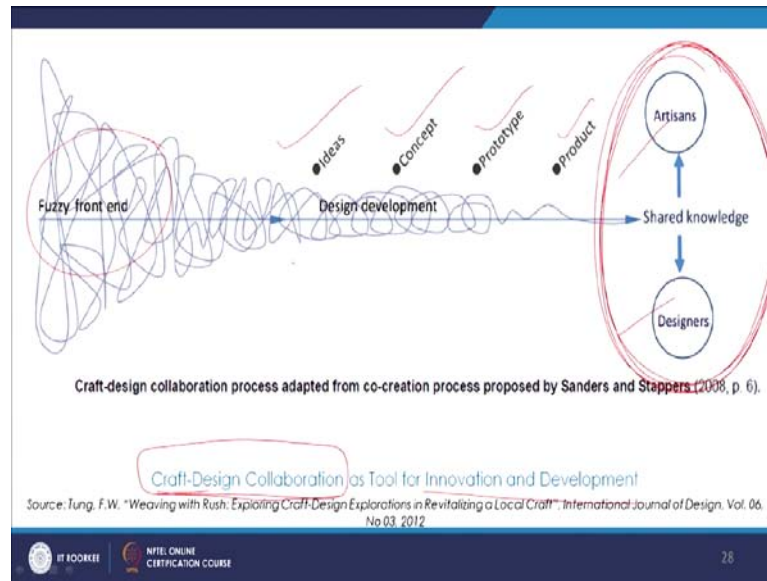 Ideas
Concept
Prototype
Product
Artisans
Fuzzy front end
Design development
Shared knowledge
Designers
Craft-design collaboration process adapted from co-creation process proposed by Sanders and Stappers (2008, p. 6).
Craft-Design Collaboration as Tool for Innovation and Development
Source: Tung, F.W. "Weaving with Rush: Exploring Craft-Design Explorations in Revitalizing a Local Craft", International Journal of Design, Vol. 06,
No 03, 2012
IIT ROORKEE
NPTEL ONLINE
CERTIFICATION COURSE
28